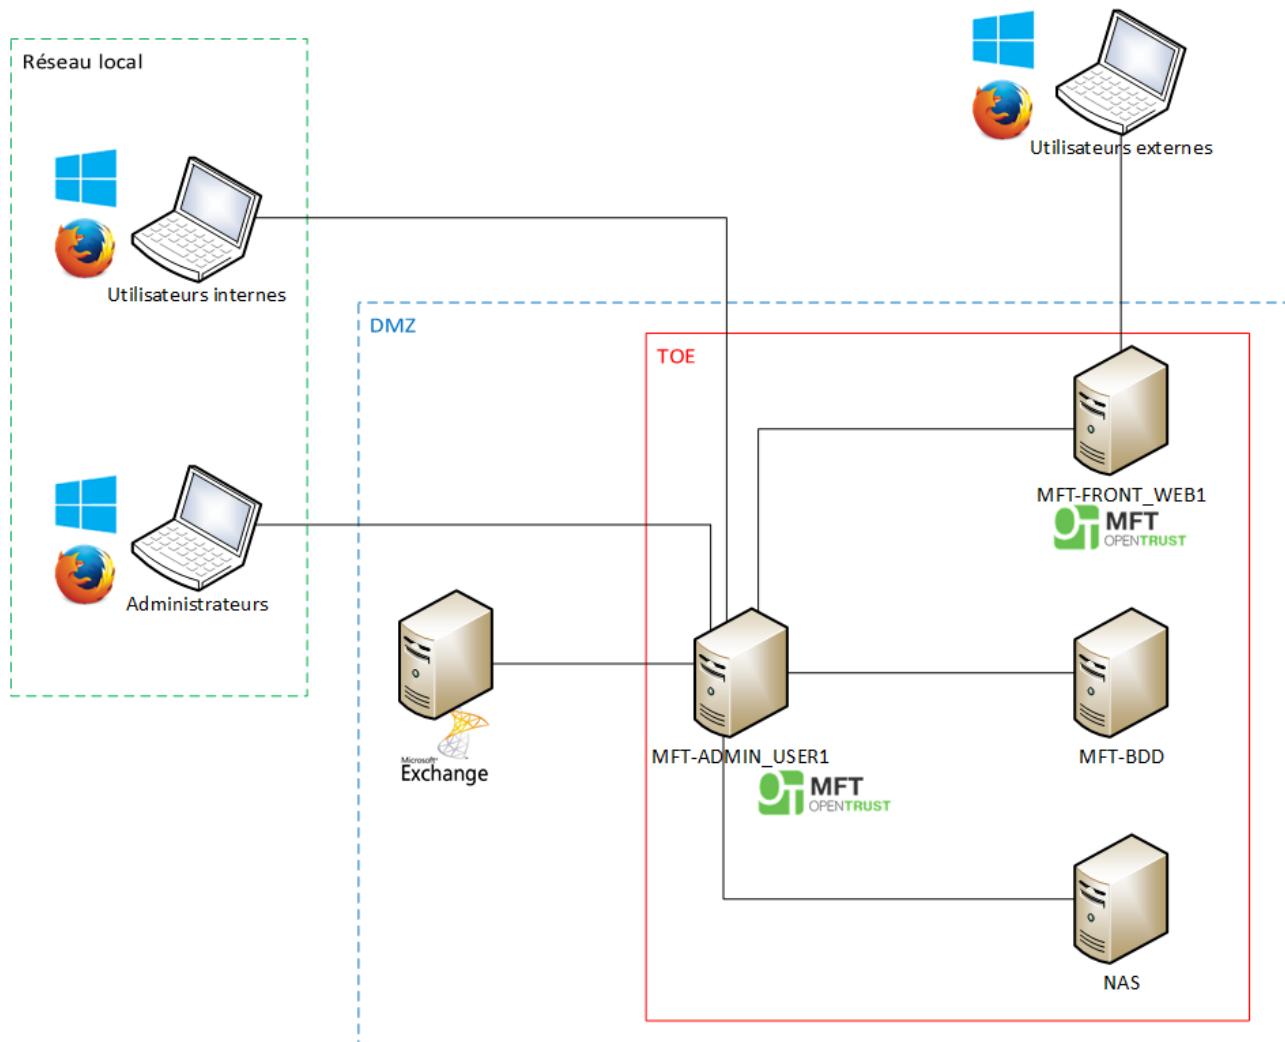 Réseau local
Utilisateurs externes
Utilisateurs internes
DMZ
TOE
MFT-FRONT_WEB1
MFT
OPENTRUST
Administrateurs
Microsoft®
Exchange
MFT-ADMIN_USER1
MFT
OPENTRUST
MFT-BDD
NAS